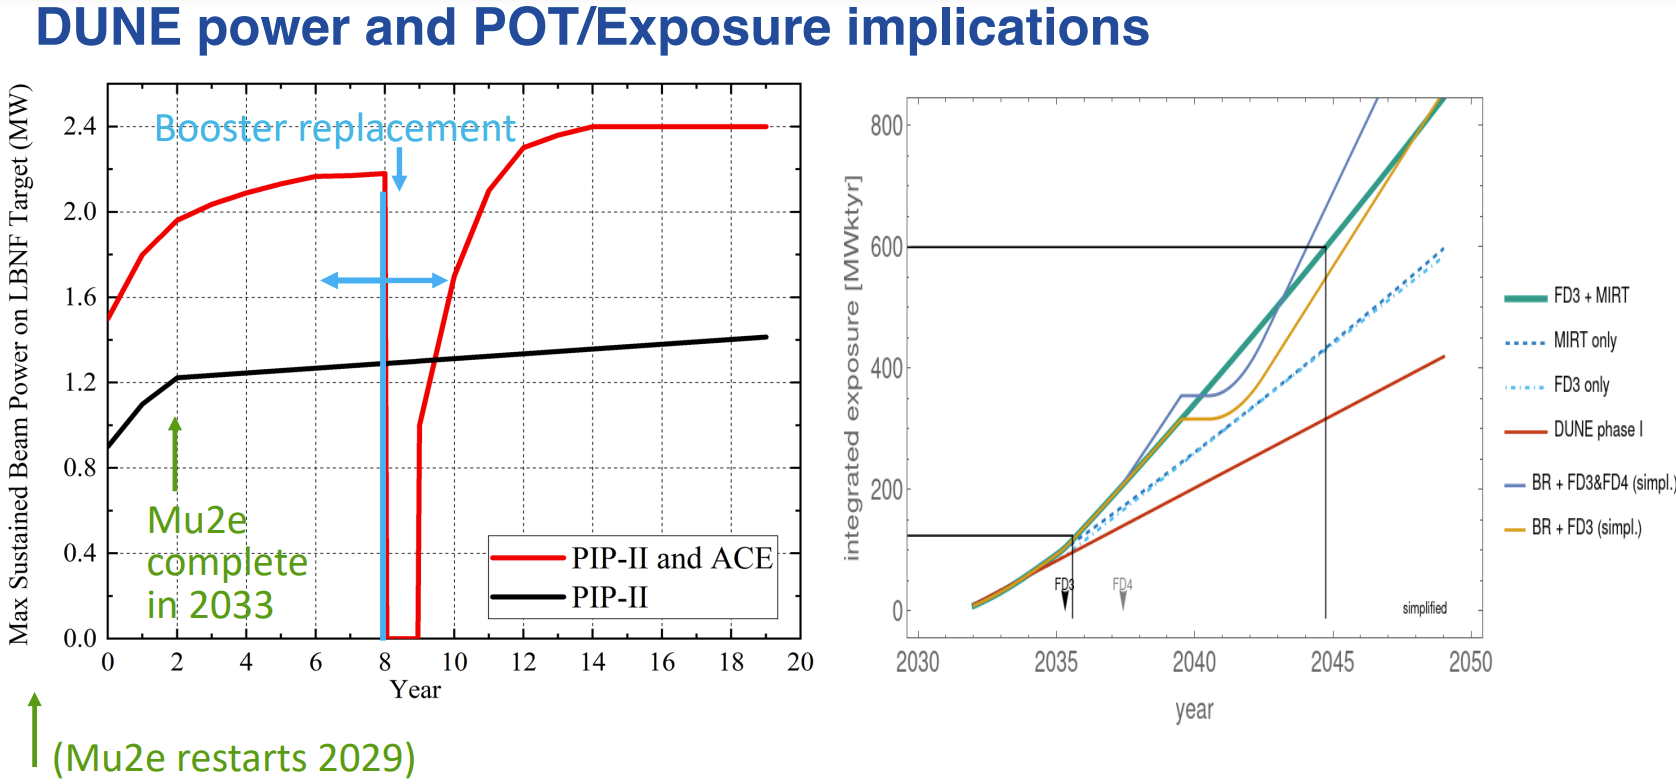 DUNE power and POT/Exposure implications
Max Sustained Beam Power on LBNF Target (MW)
2.4
2.0
1.6
1.2
0.8
0.4
0.0
Booster replacement
Mu2e
complete
in 2033
PIP-II and ACE
PIP-II
0 2 4 6 8 10 12 14 16 18 20
Year
(Mu2e restarts 2029)
integrated exposure [MWktyr]
800
600
400
200
0
FD3
FD4
simplified
2030 2035 2040 2045 2050
year
FD3 + MIRT
MIRT only
FD3 only
DUNE phase I
BR + FD3&FD4 (simpl.)
BR + FD3 (simpl.)